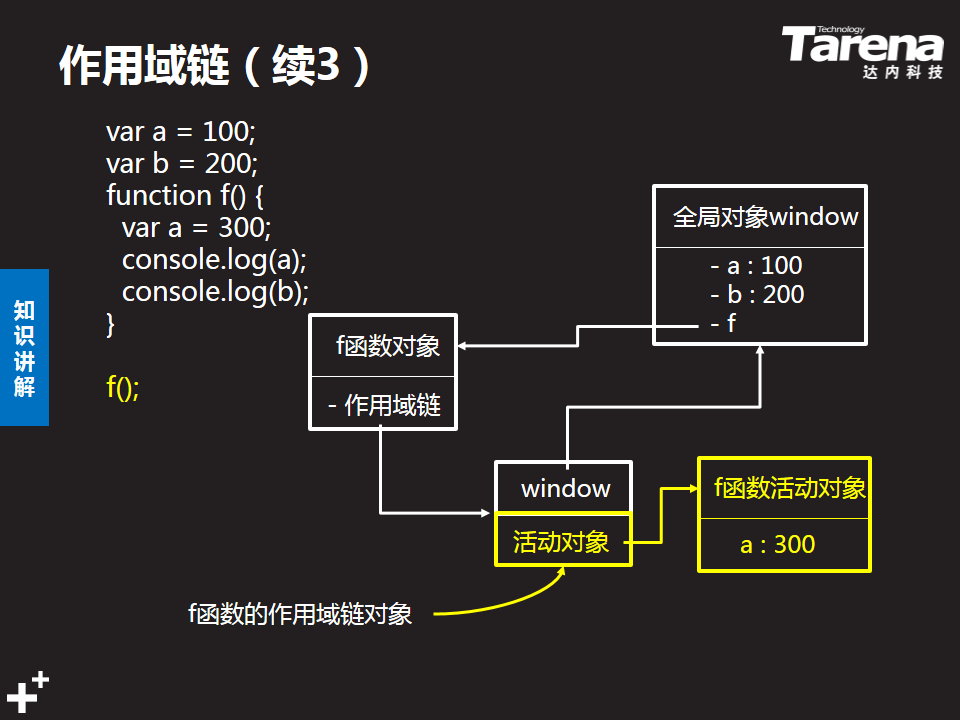 作用域链（续3）
Technology
Tarena
达内科技
var a = 100;
var b = 200;
function f() {
  var a = 300;
  console.log(a);
  console.log(b);
}
f();
知
识
讲
解
全局对象window
- a : 100
- b : 200
- f
f函数对象
- 作用域链
window
活动对象
f函数活动对象
a : 300
f函数的作用域链对象